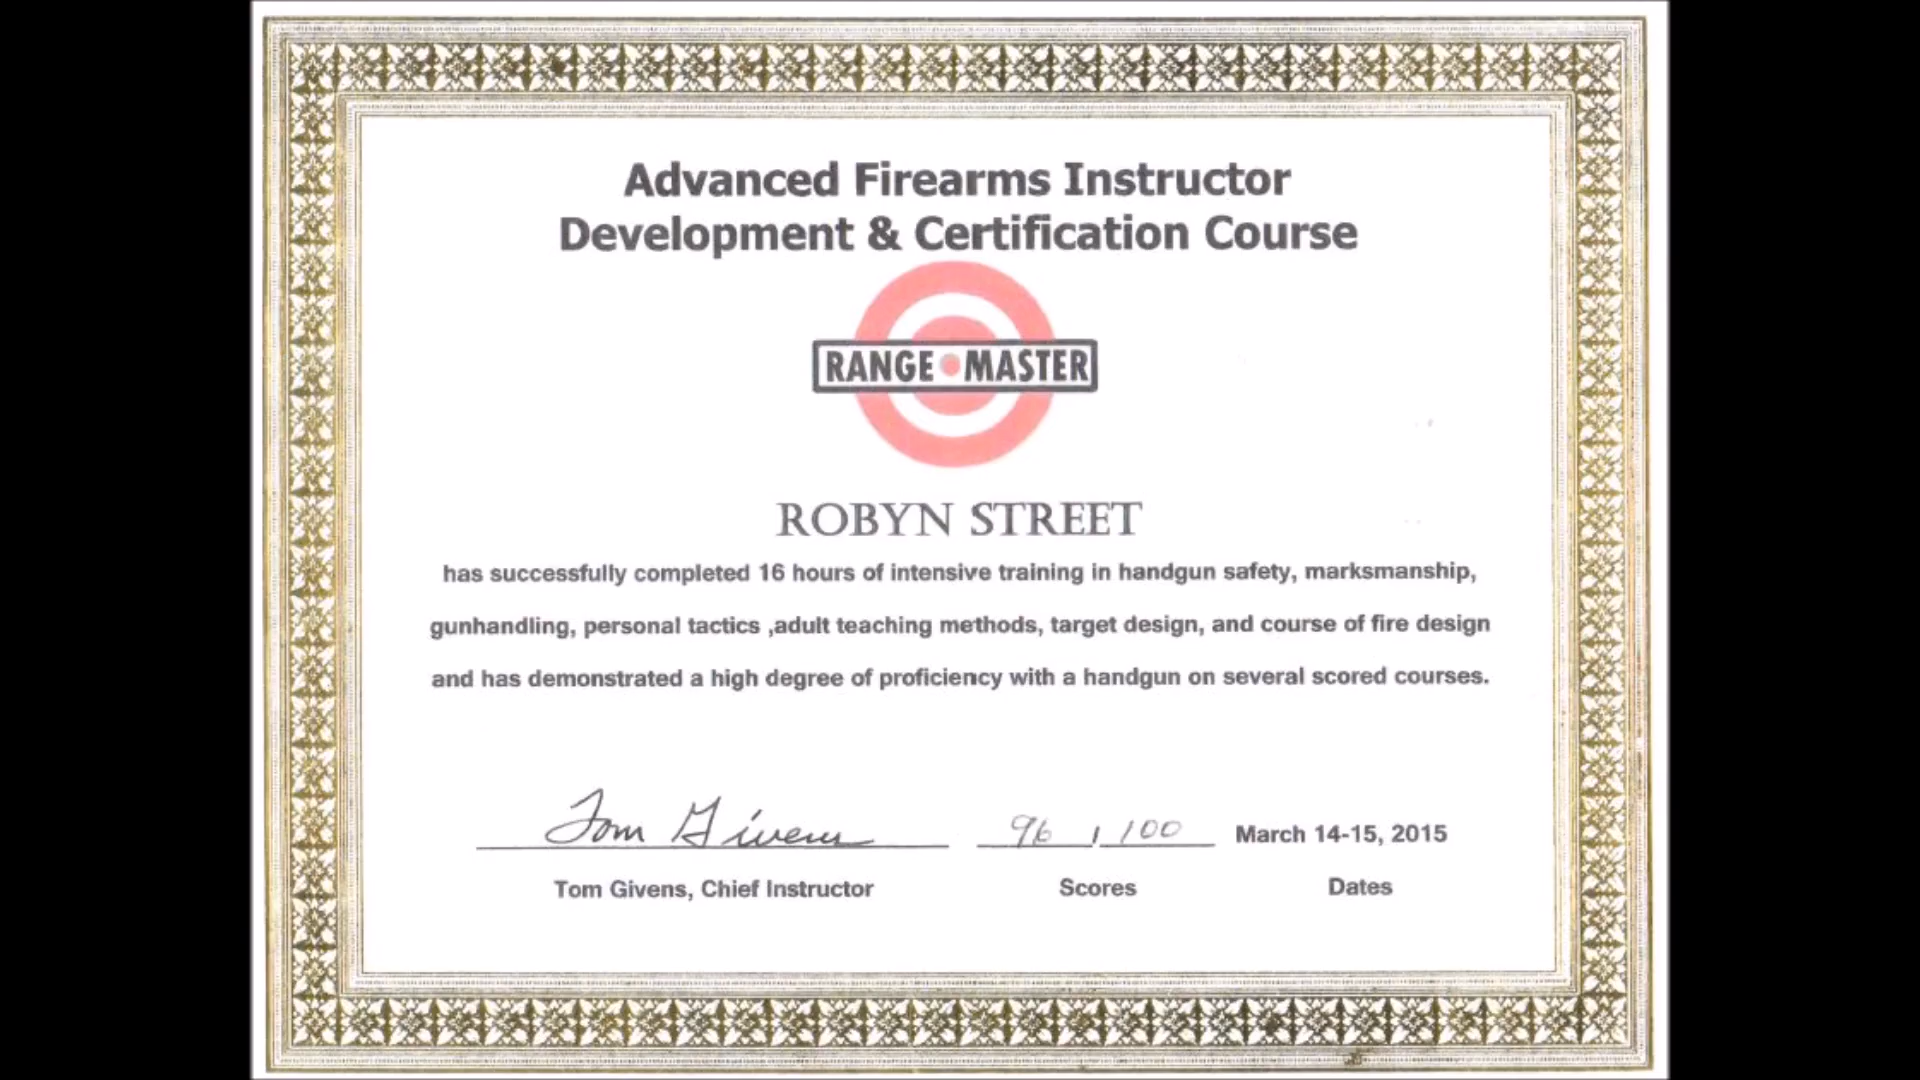 Advanced Firearms Instructor
Development & Certification Course
RANGE MASTER
ROBYN STREET
has successfully completed 16 hours of intensive training in handgun safety, marksmanship,
gunhandling, personal tactics ,adult teaching methods, target design, and course of fire design
and has demonstrated a high degree of proficiency with a handgun on several scored courses.
Tom Givens 96 / 100 March 14-15, 2015
Tom Givens, Chief Instructor Scores Dates